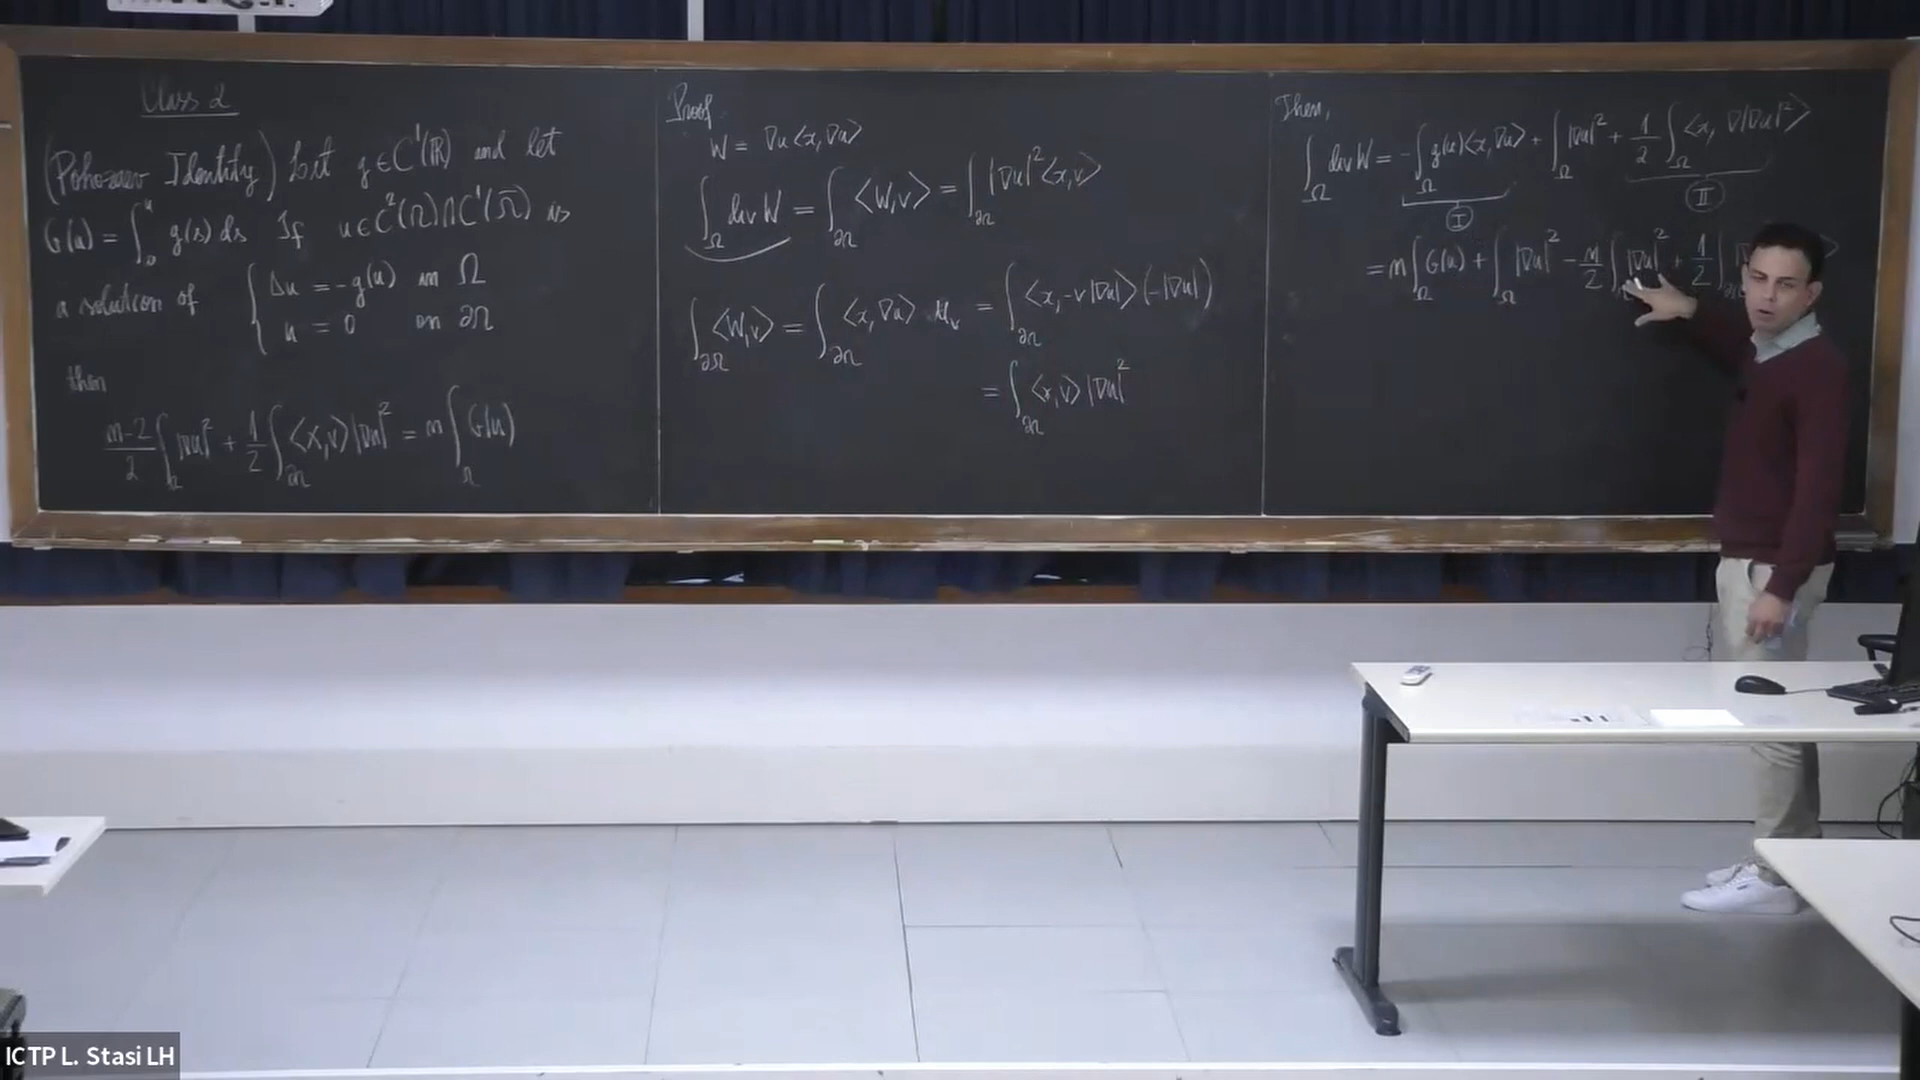 Class 2
(Pohozaev Identity) Let g ∈ C¹(ℝ) and let
G(u) = ∫₀ᵘ g(s) ds If u ∈ C²(Ω) ∩ C¹(Ω̄) is
a solution of { Δu = -g(u) in Ω
u = 0 on ∂Ω
then
n-2/2 ∫_Ω |∇u|² + 1/2 ∫_∂Ω <x,ν> |∇u|² = n ∫_Ω G(u)
Proof
W = ∇u <x,∇u>
∫_Ω div W = ∫_∂Ω <W,ν> = ∫_∂Ω |∇u|² <x,ν>
∫_∂Ω <W,ν> = ∫_∂Ω <x,∇u> u_ν = ∫_∂Ω <x,-ν|∇u|> (-|∇u|)
= ∫_∂Ω <x,ν> |∇u|²
Then,
∫_Ω div W = - ∫_Ω g(u) <x,∇u> + ∫_Ω |∇u|² + 1/2 ∫_Ω <x, ∇|∇u|²>
I II
= n ∫_Ω G(u) + ∫_Ω |∇u|² - n/2 ∫_Ω |∇u|² + 1/2 ∫
ICTP L. Stasi LH